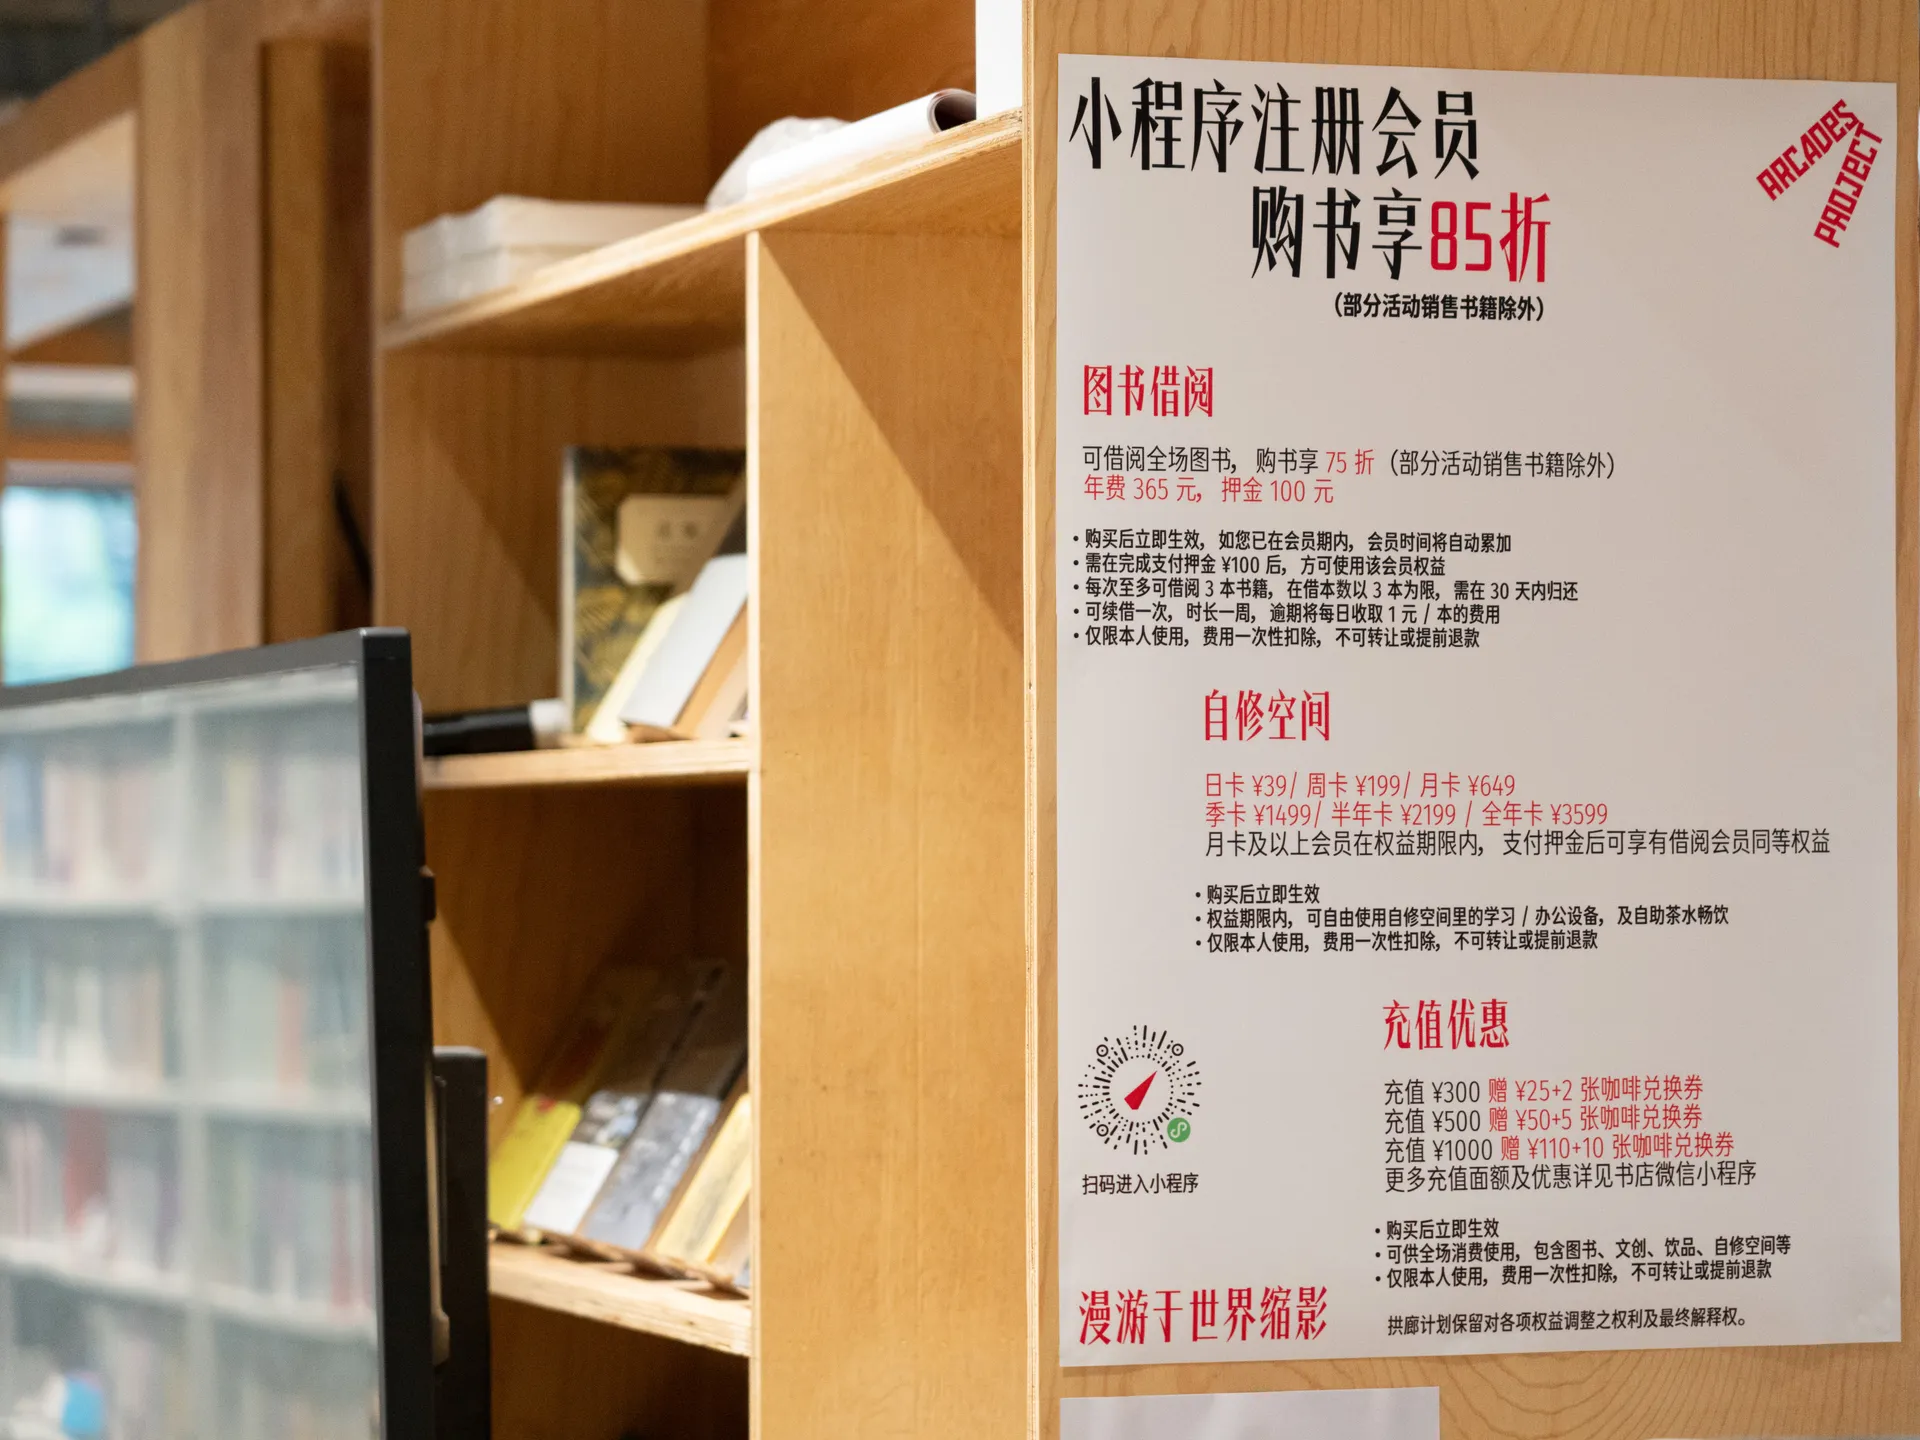 小程序注册会员
购书享85折
（部分活动销售书籍除外）
ARCADES
PROJECT
图书借阅
可借阅全场图书，购书享 75 折（部分活动销售书籍除外）
年费 365 元，押金 100 元
• 购买后立即生效，如您已在会员期内，会员时间将自动累加
• 需在完成支付押金 ¥100 后，方可使用该会员权益
• 每次至多可借阅 3 本书籍，在借本数以 3 本为限，需在 30 天内归还
• 可续借一次，时长一周，逾期将每日收取 1 元 / 本的费用
• 仅限本人使用，费用一次性扣除，不可转让或提前退款
自修空间
日卡 ¥39/ 周卡 ¥199/ 月卡 ¥649
季卡 ¥1499/ 半年卡 ¥2199 / 全年卡 ¥3599
月卡及以上会员在权益期限内，支付押金后可享有借阅会员同等权益
• 购买后立即生效
• 权益期限内，可自由使用自修空间里的学习 / 办公设备，及自助茶水畅饮
• 仅限本人使用，费用一次性扣除，不可转让或提前退款
充值优惠
充值 ¥300 赠 ¥25+2 张咖啡兑换券
充值 ¥500 赠 ¥50+5 张咖啡兑换券
充值 ¥1000 赠 ¥110+10 张咖啡兑换券
更多充值面额及优惠详见书店微信小程序
• 购买后立即生效
• 可供全场消费使用，包含图书、文创、饮品、自修空间等
• 仅限本人使用，费用一次性扣除，不可转让或提前退款
拱廊计划保留对各项权益调整之权利及最终解释权。
扫码进入小程序
漫游于世界缩影